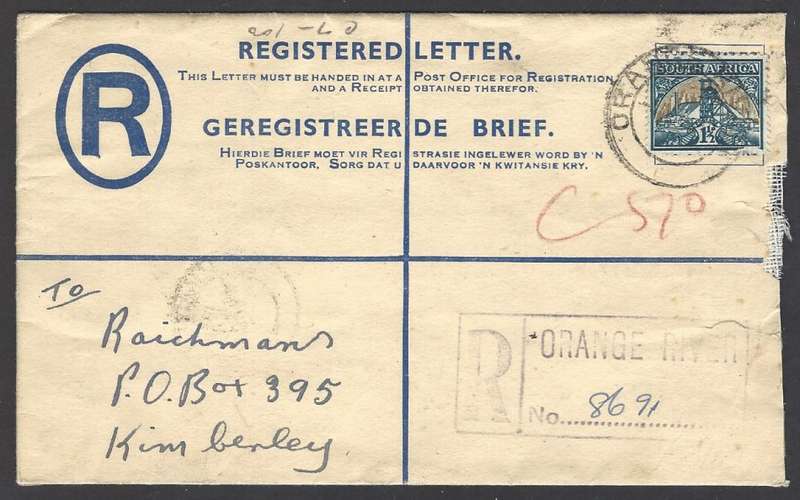 REGISTERED LETTER.
THIS LETTER MUST BE HANDED IN AT A POST OFFICE FOR REGISTRATION
AND A RECEIPT OBTAINED THEREFOR.
R
GEREGISTREERDE BRIEF.
HIERDIE BRIEF MOET VIR REGISTRASIE INGELEWER WORD BY 'N
POSKANTOOR, SORG DAT U DAARVOOR 'N KWITANSIE KRY.
SOUTH AFRICA
1½
ORANGE
C 570
To
Raichmans
P.O. Box 395
Kimberley
R
ORANGE RIVER
No. 8691